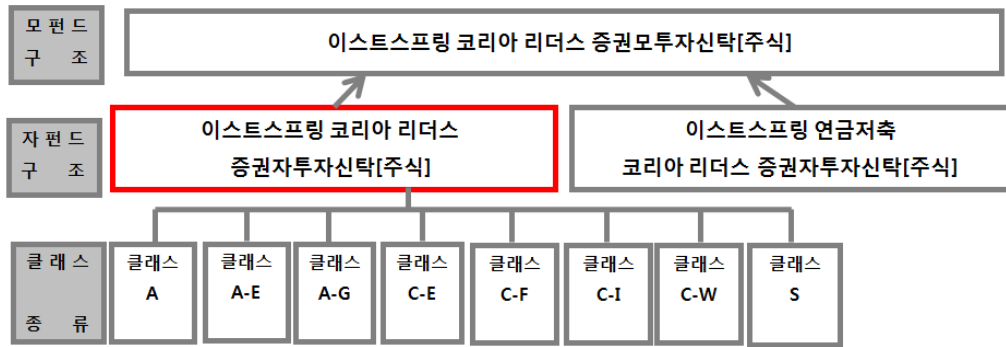 모 펀 드
구 조
이스트스프링 코리아 리더스 증권모투자신탁[주식]
자 펀 드
구 조
이스트스프링 코리아 리더스
증권자투자신탁[주식]
이스트스프링 연금저축
코리아 리더스 증권자투자신탁[주식]
클 래 스
종 류
클래스
A
클래스
A-E
클래스
A-G
클래스
C-E
클래스
C-F
클래스
C-I
클래스
C-W
클래스
S